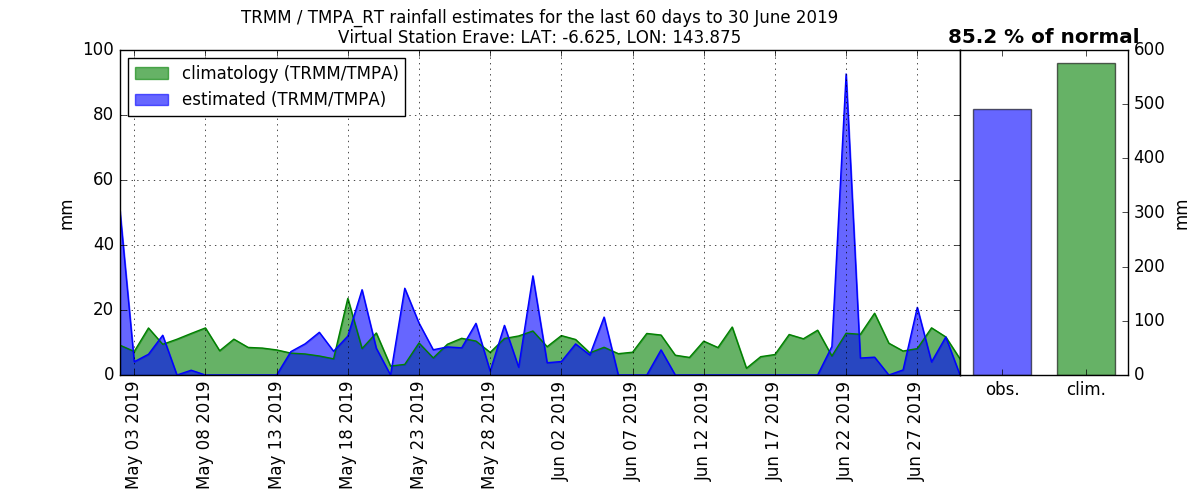 TRMM / TMPA_RT rainfall estimates for the last 60 days to 30 June 2019
Virtual Station Erave: LAT: -6.625, LON: 143.875
85.2 % of normal
climatology (TRMM/TMPA)
estimated (TRMM/TMPA)
mm
100
80
60
40
20
0
May 03 2019
May 08 2019
May 13 2019
May 18 2019
May 23 2019
May 28 2019
Jun 02 2019
Jun 07 2019
Jun 12 2019
Jun 17 2019
Jun 22 2019
Jun 27 2019
obs.
clim.
600
500
400
300
200
100
0
mm